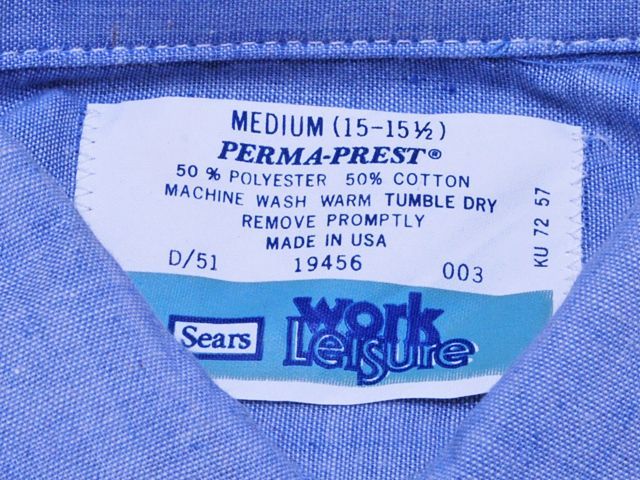 MEDIUM (15-15½)
PERMA-PREST®
50% POLYESTER 50% COTTON
MACHINE WASH WARM TUMBLE DRY
REMOVE PROMPTLY
MADE IN USA
D/51 19456 003
KU 72 57
Sears
work
Leisure